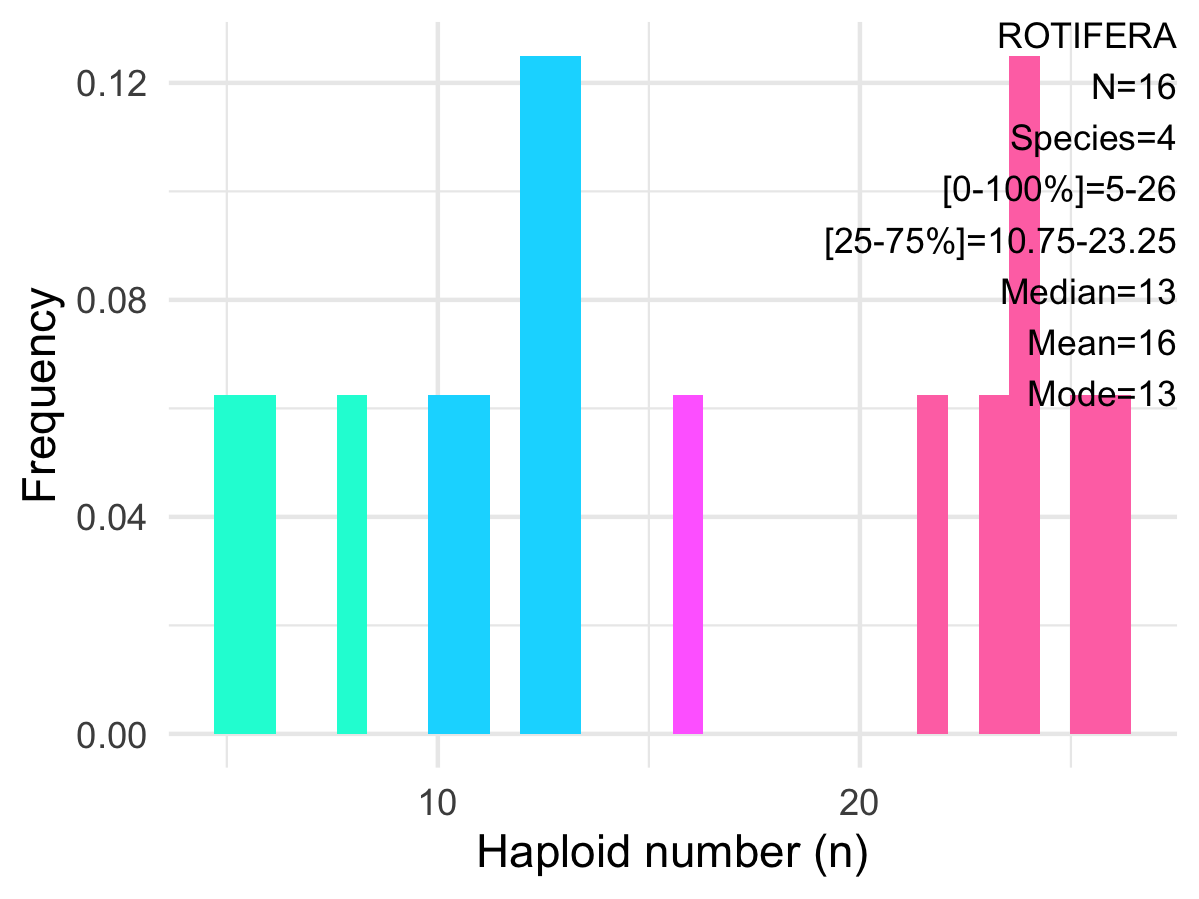 ROTIFERA
N=16
Species=4
[0-100%]=5-26
[25-75%]=10.75-23.25
Median=13
Mean=16
Mode=13
Frequency
0.12
0.08
0.04
0.00
10 20
Haploid number (n)